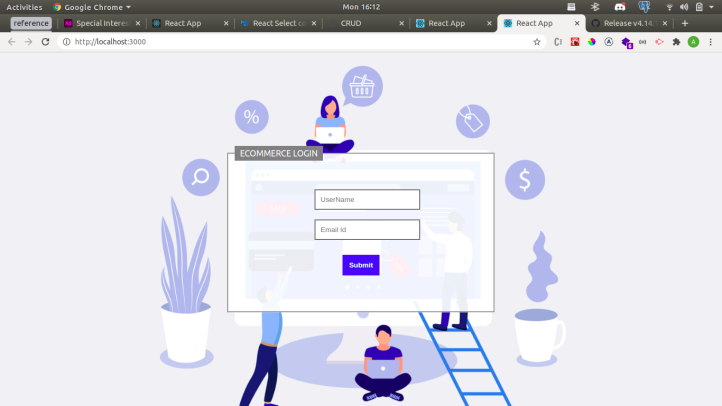 Activities
Google Chrome
Mon 16:12
reference
Special Interes
React App
React Select co
CRUD
React App
React App
Release v4.14.
http://localhost:3000
ECOMMERCE LOGIN
UserName
Email Id
Submit